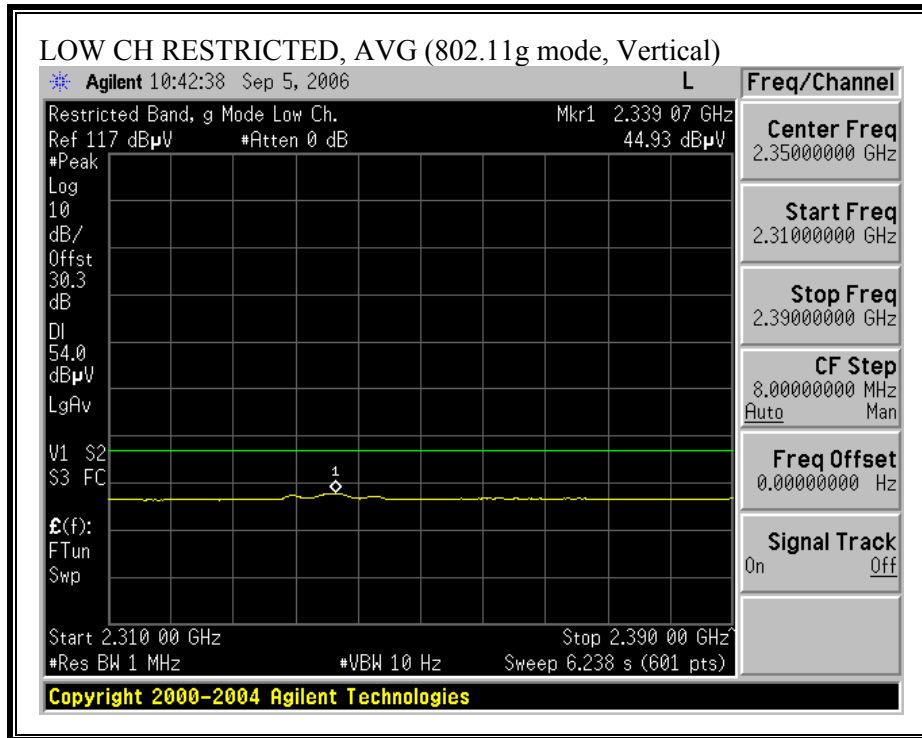 LOW CH RESTRICTED, AVG (802.11g mode, Vertical)
Agilent 10:42:38 Sep 5, 2006 L
Restricted Band, g Mode Low Ch. Mkr1 2.339 07 GHz
Ref 117 dBµV #Atten 0 dB 44.93 dBµV
#Peak
Log
10
dB/
Offst
30.3
dB
DI
54.0
dBµV
LgAv
V1 S2
S3 FC
1
£(f):
FTun
Swp
Start 2.310 00 GHz Stop 2.390 00 GHz^
#Res BW 1 MHz #VBW 10 Hz Sweep 6.238 s (601 pts)
Copyright 2000-2004 Agilent Technologies
Freq/Channel
Center Freq
2.35000000 GHz
Start Freq
2.31000000 GHz
Stop Freq
2.39000000 GHz
CF Step
8.00000000 MHz
Auto Man
Freq Offset
0.00000000 Hz
Signal Track
On Off